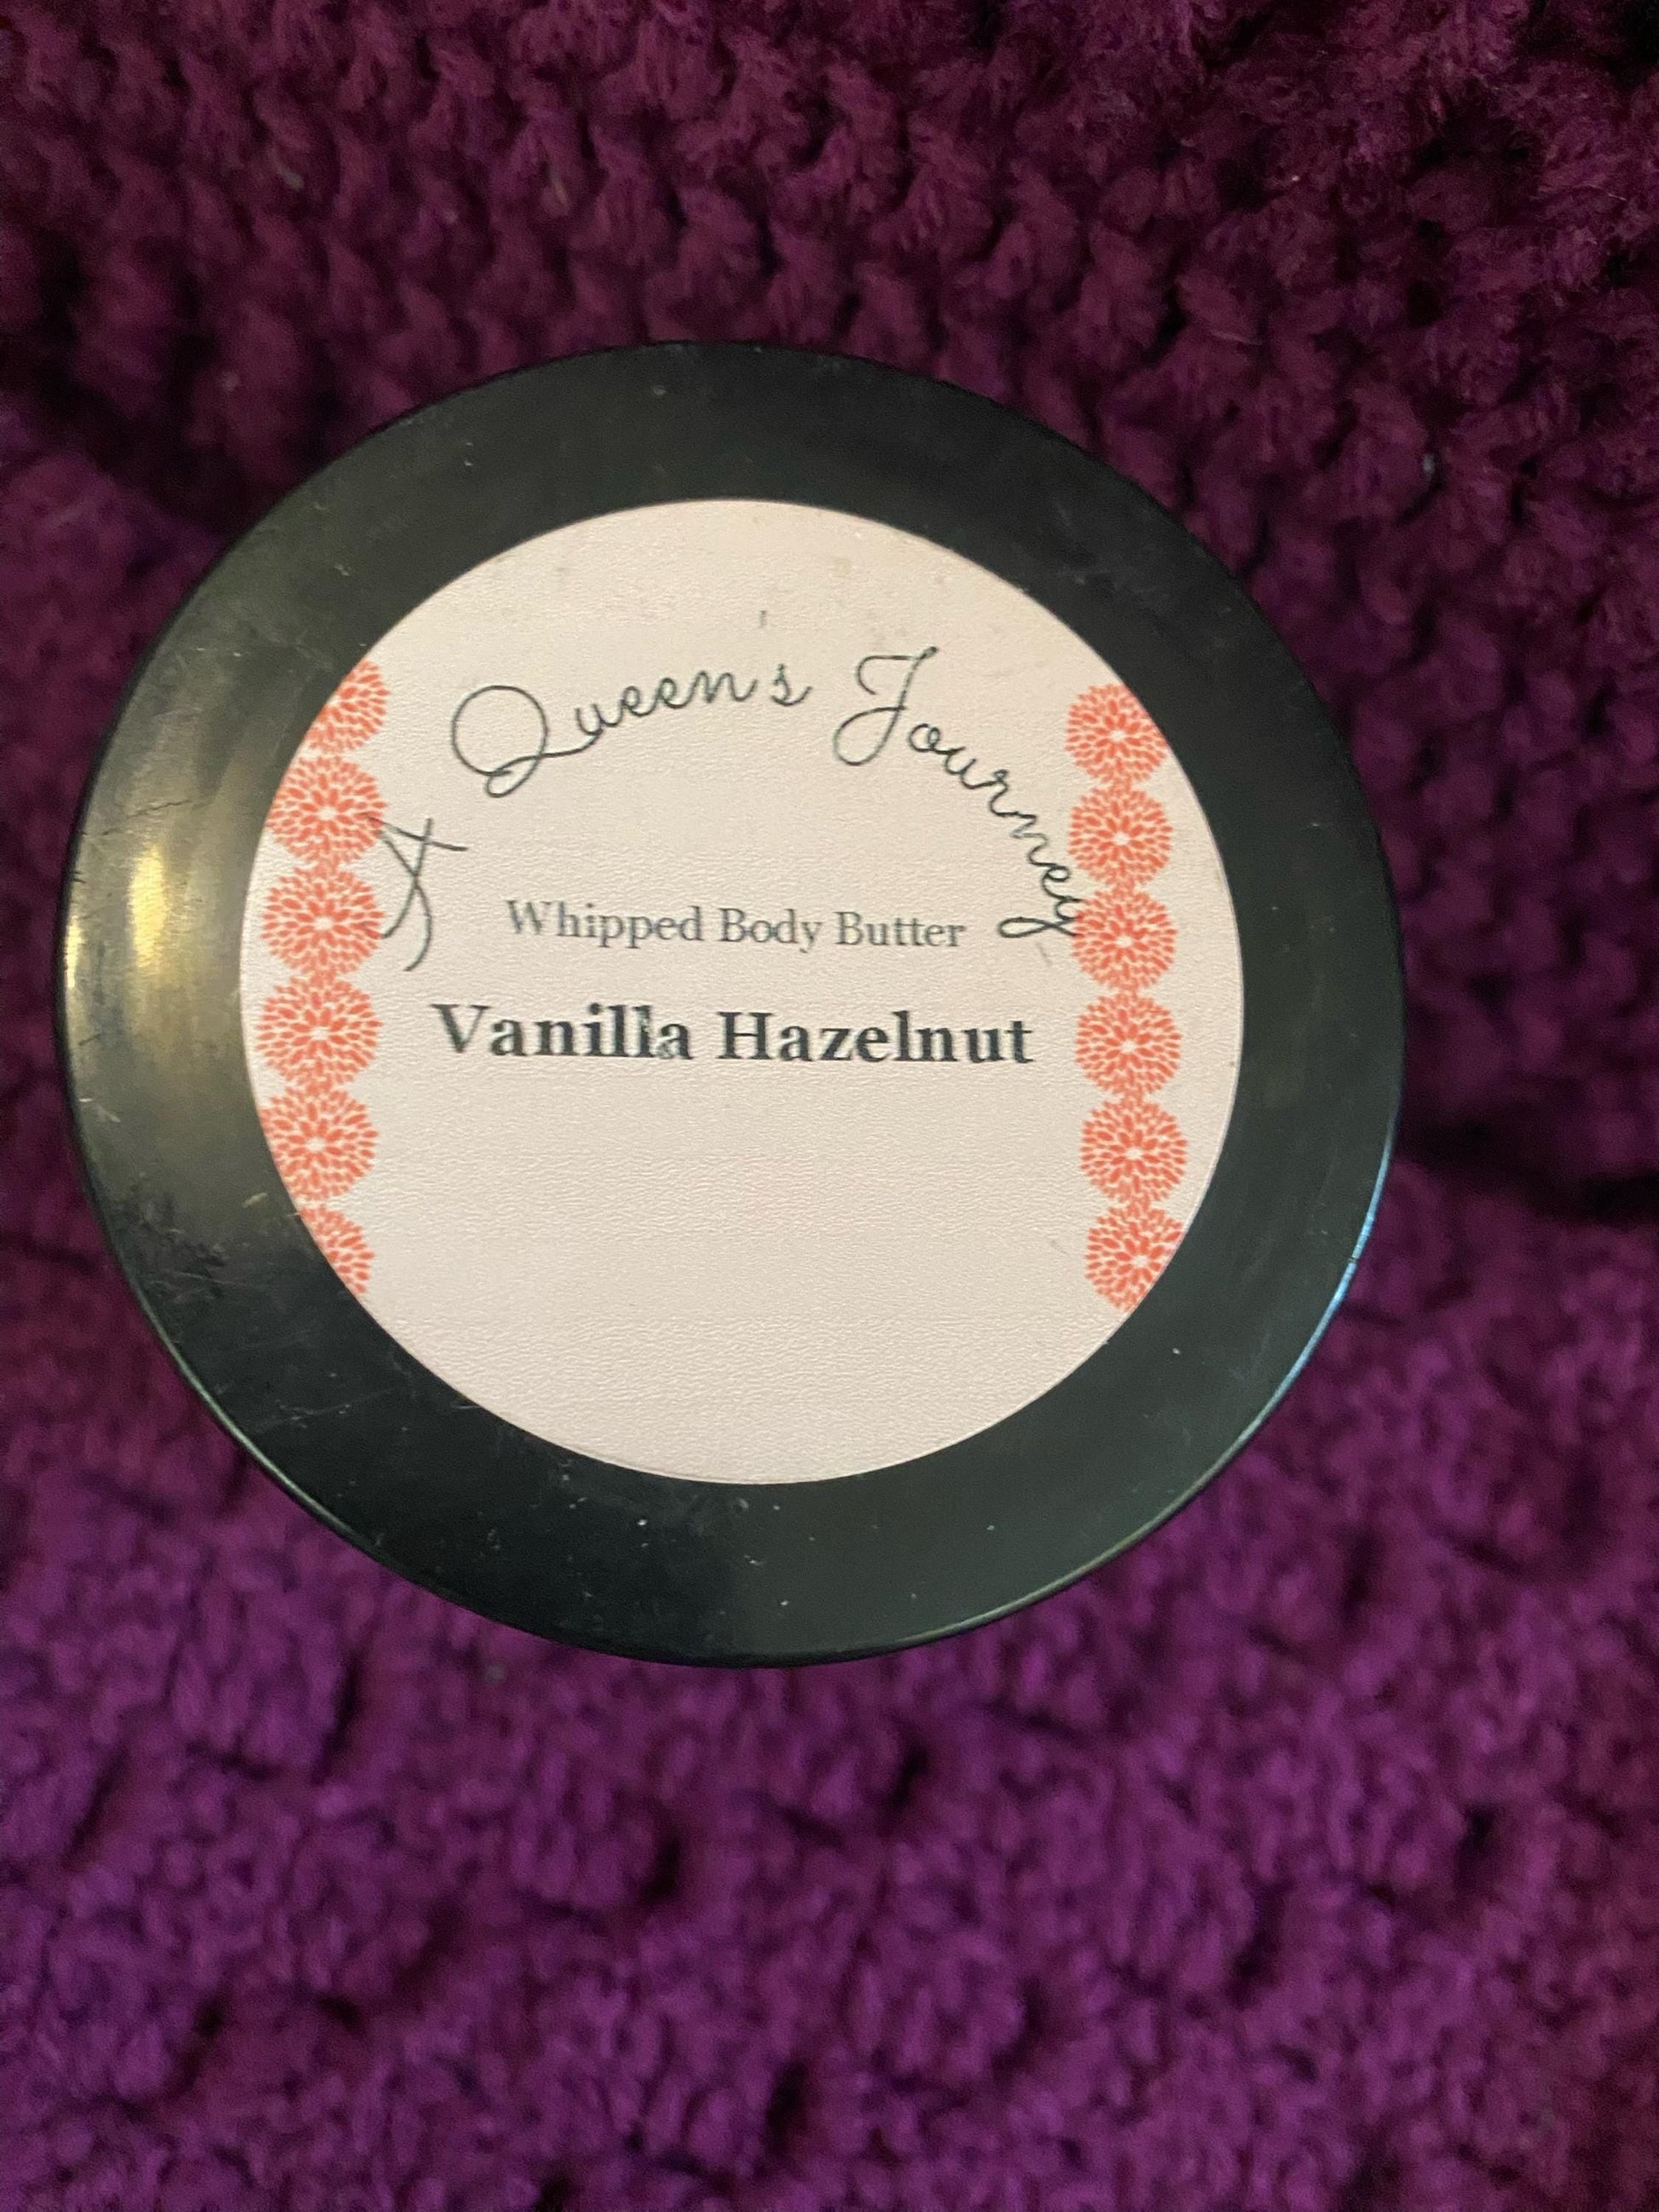 A Queen's Journey
Whipped Body Butter
Vanilla Hazelnut